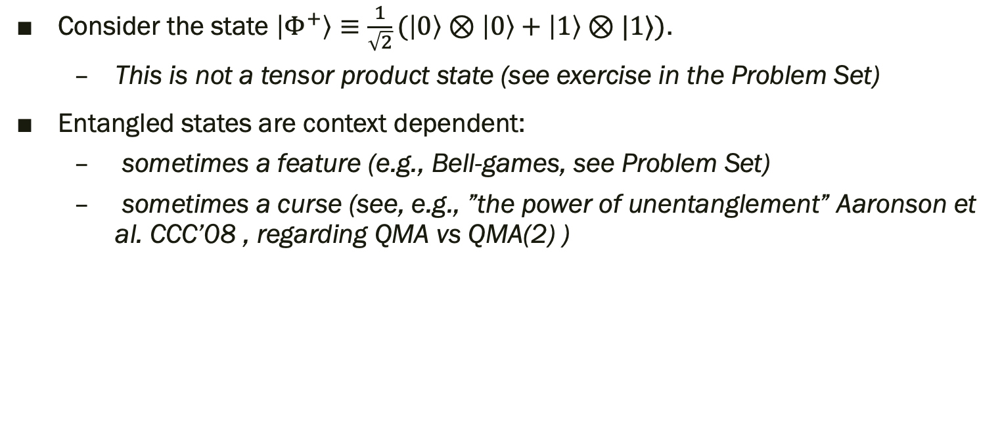 ■ Consider the state |Φ⁺⟩ ≡ 1/√2 (|0⟩ ⊗ |0⟩ + |1⟩ ⊗ |1⟩).
– This is not a tensor product state (see exercise in the Problem Set)
■ Entangled states are context dependent:
– sometimes a feature (e.g., Bell-games, see Problem Set)
– sometimes a curse (see, e.g., ”the power of unentanglement” Aaronson et
al. CCC’08 , regarding QMA vs QMA(2) )